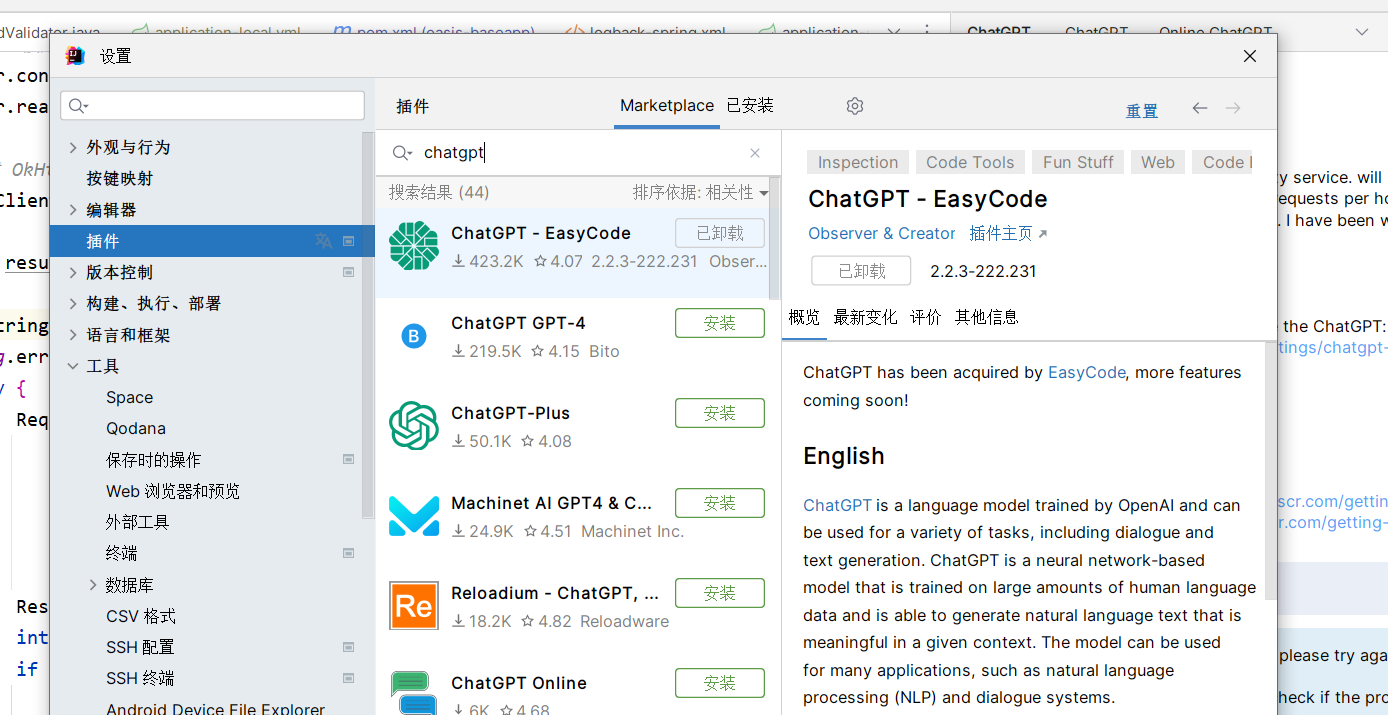 dValidator.java application-local.yml pom.xml (oasis-baseapp) logback-spring.xml application- ChatGPT ChatGPT Online ChatGPT
设置
r.con
r.rea
OkHt
Clien
resu
tring
g.err
y {
Req
Res
int
if
插件 Marketplace 已安装 重置
外观与行为
按键映射
编辑器
插件
版本控制
构建、执行、部署
语言和框架
工具
Space
Qodana
保存时的操作
Web 浏览器和预览
外部工具
终端
数据库
CSV 格式
SSH 配置
SSH 终端
Android Device File Explorer
chatgpt
搜索结果 (44) 排序依据: 相关性
ChatGPT - EasyCode 已卸载
423.2K 4.07 2.2.3-222.231 Obser...
B
ChatGPT GPT-4 安装
219.5K 4.15 Bito
ChatGPT-Plus 安装
50.1K 4.08
Machinet AI GPT4 & C... 安装
24.9K 4.51 Machinet Inc.
Re
Reloadium - ChatGPT, ... 安装
18.2K 4.82 Reloadware
ChatGPT Online 安装
6K 4.68
Inspection Code Tools Fun Stuff Web Code
ChatGPT - EasyCode
Observer & Creator 插件主页
已卸载 2.2.3-222.231
概览 最新变化 评价 其他信息
ChatGPT has been acquired by EasyCode, more features
coming soon!
English
ChatGPT is a language model trained by OpenAI and can
be used for a variety of tasks, including dialogue and
text generation. ChatGPT is a neural network-based
model that is trained on large amounts of human language
data and is able to generate natural language text that is
meaningful in a given context. The model can be used
for many applications, such as natural language
processing (NLP) and dialogue systems.
y service. will
equests per ho
. I have been w
the ChatGPT:
tings/chatgpt-
scr.com/getting
r.com/getting-
please try aga
heck if the pro